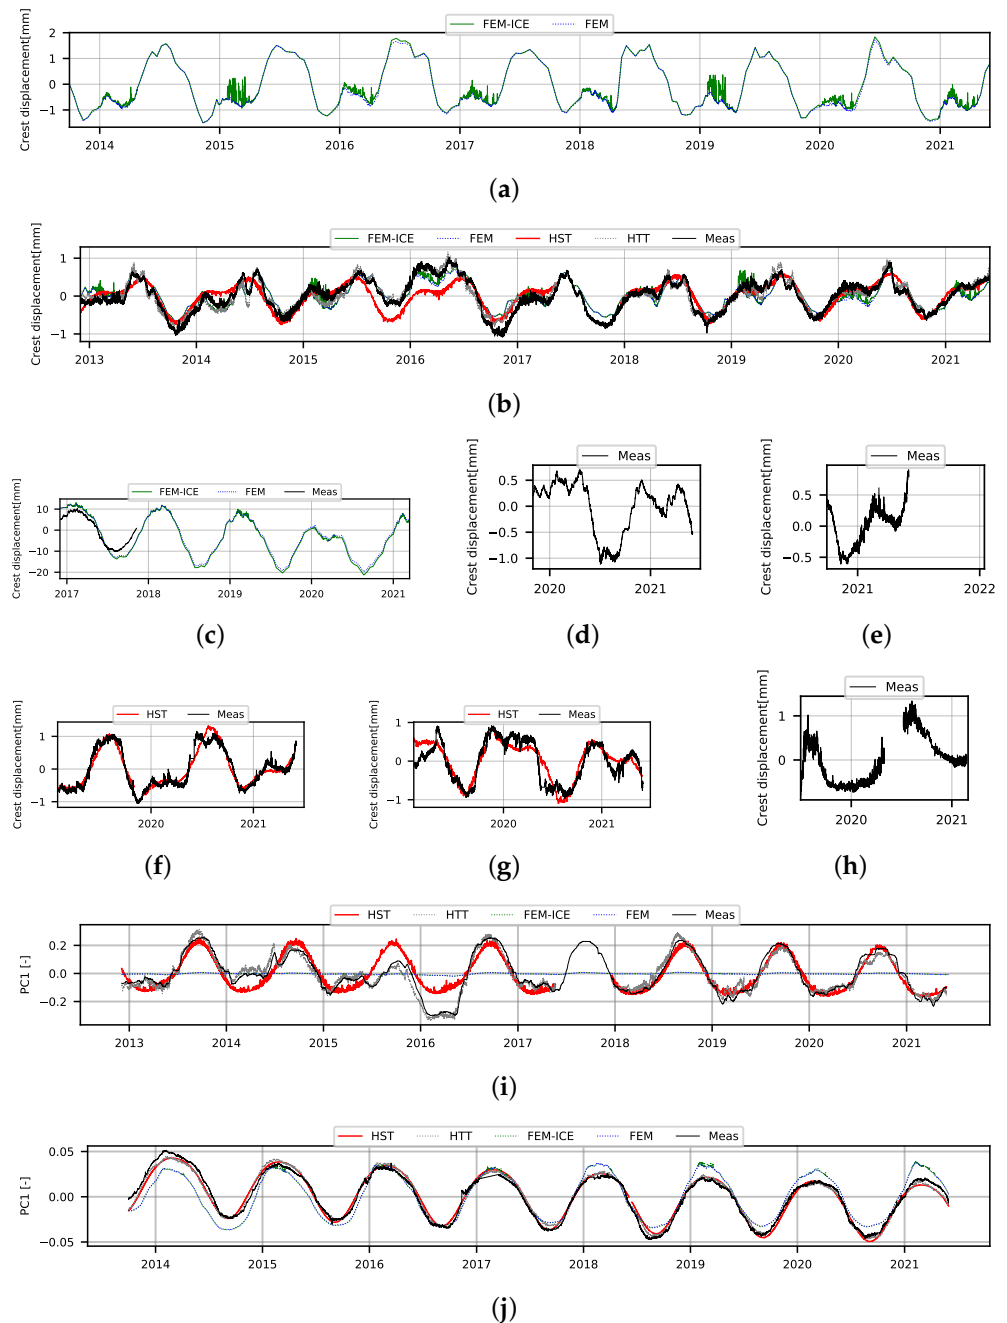 FEM-ICE FEM
Crest displacement[mm]
2
1
0
−1
2014 2015 2016 2017 2018 2019 2020 2021
(a)
FEM-ICE FEM HST HTT Meas
Crest displacement[mm]
1
0
−1
2013 2014 2015 2016 2017 2018 2019 2020 2021
(b)
FEM-ICE FEM Meas
Crest displacement[mm]
10
0
−10
−20
2017 2018 2019 2020 2021
(c)
Meas
Crest displacement[mm]
0.5
0.0
−0.5
−1.0
2020 2021
(d)
Meas
Crest displacement[mm]
0.5
0.0
−0.5
2021 2022
(e)
HST Meas
Crest displacement[mm]
1
0
−1
2020 2021
(f)
HST Meas
Crest displacement[mm]
1
0
−1
2020 2021
(g)
Meas
Crest displacement[mm]
1
0
2020 2021
(h)
HST HTT FEM-ICE FEM Meas
PC1 [-]
0.2
0.0
−0.2
2013 2014 2015 2016 2017 2018 2019 2020 2021
(i)
HST HTT FEM-ICE FEM Meas
PC1 [-]
0.05
0.00
−0.05
2014 2015 2016 2017 2018 2019 2020 2021
(j)